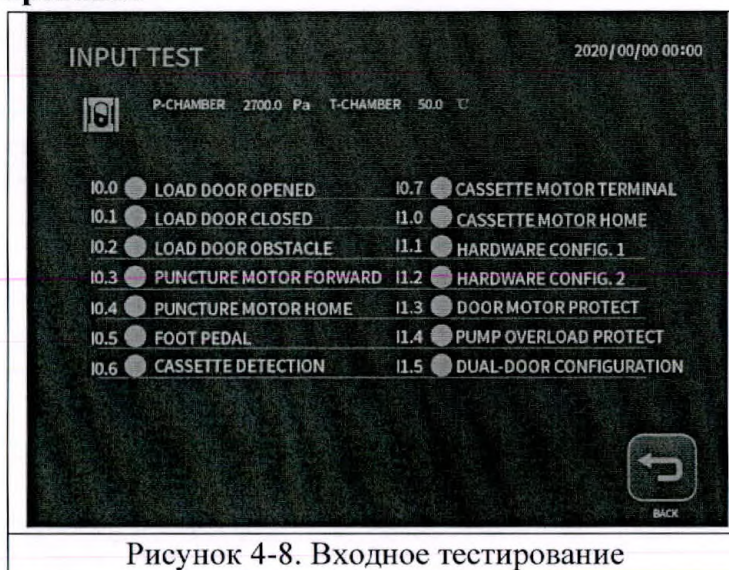 INPUT TEST 2020/00/00 00:00
P-CHAMBER 2700.0 Pa T-CHAMBER 50.0 ℃
I0.0 LOAD DOOR OPENED I0.7 CASSETTE MOTOR TERMINAL
I0.1 LOAD DOOR CLOSED I1.0 CASSETTE MOTOR HOME
I0.2 LOAD DOOR OBSTACLE I1.1 HARDWARE CONFIG. 1
I0.3 PUNCTURE MOTOR FORWARD I1.2 HARDWARE CONFIG. 2
I0.4 PUNCTURE MOTOR HOME I1.3 DOOR MOTOR PROTECT
I0.5 FOOT PEDAL I1.4 PUMP OVERLOAD PROTECT
I0.6 CASSETTE DETECTION I1.5 DUAL-DOOR CONFIGURATION
BACK
Рисунок 4-8. Входное тестирование